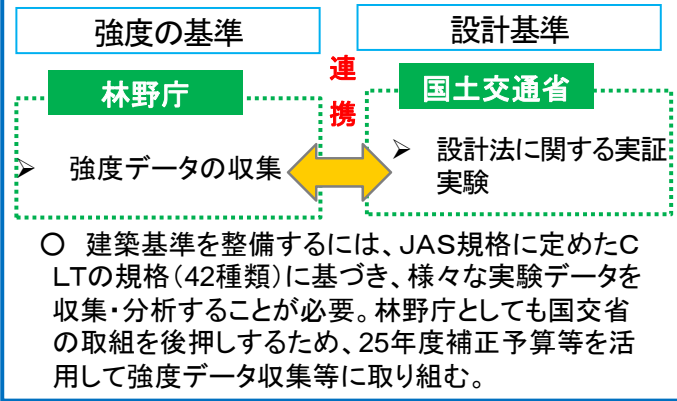 強度の基準
設計基準
連携
林野庁
国土交通省
➢ 強度データの収集
➢ 設計法に関する実証
実験
○ 建築基準を整備するには、JAS規格に定めたC
LTの規格(42種類)に基づき、様々な実験データを
収集・分析することが必要。林野庁としても国交省
の取組を後押しするため、25年度補正予算等を活
用して強度データ収集等に取り組む。